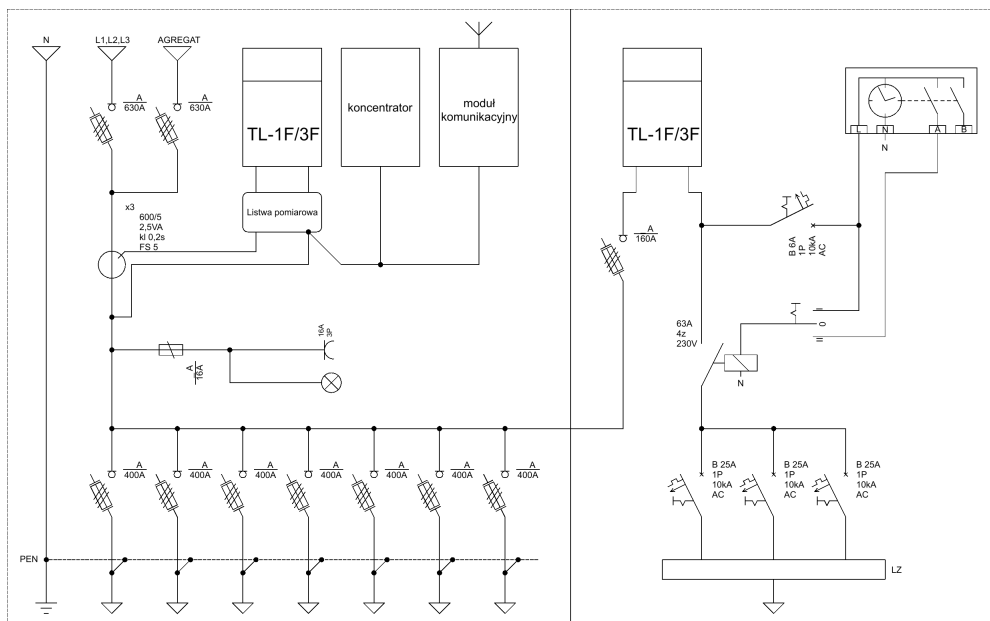 N
L1,L2,L3
AGREGAT
A
630A
A
630A
TL-1F/3F
koncentrator
moduł
komunikacyjny
Listwa pomiarowa
x3
600/5
2,5VA
kl 0,2s
FS 5
A
16A
16A
3P
A
400A
A
400A
A
400A
A
400A
A
400A
A
400A
A
400A
PEN
TL-1F/3F
A
160A
L
N
A
B
N
B 6A
1P
10kA
AC
I
0
II
63A
4z
230V
N
B 25A
1P
10kA
AC
B 25A
1P
10kA
AC
B 25A
1P
10kA
AC
LZ